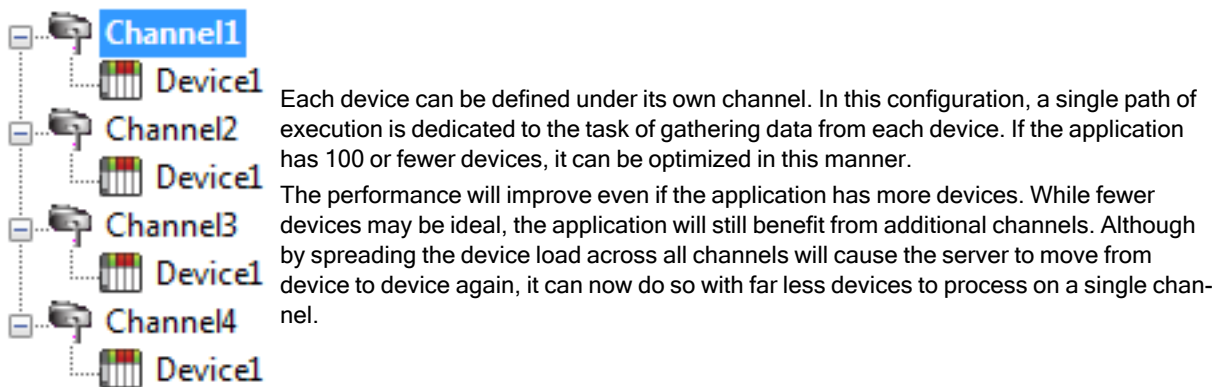 Channel1
Device1
Channel2
Device1
Channel3
Device1
Channel4
Device1
Each device can be defined under its own channel. In this configuration, a single path of
execution is dedicated to the task of gathering data from each device. If the application
has 100 or fewer devices, it can be optimized in this manner.
The performance will improve even if the application has more devices. While fewer
devices may be ideal, the application will still benefit from additional channels. Although
by spreading the device load across all channels will cause the server to move from
device to device again, it can now do so with far less devices to process on a single chan-
nel.